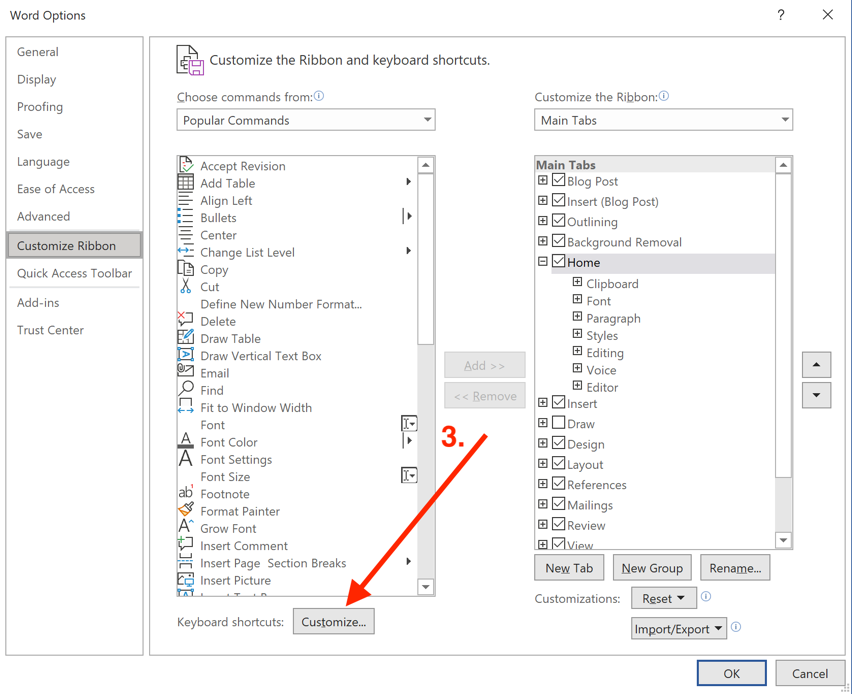 Word Options
?
General
Display
Proofing
Save
Language
Ease of Access
Advanced
Customize Ribbon
Quick Access Toolbar
Add-ins
Trust Center
Customize the Ribbon and keyboard shortcuts.
Choose commands from:
Popular Commands
Accept Revision
Add Table
Align Left
Bullets
Center
Change List Level
Copy
Cut
Define New Number Format...
Delete
Draw Table
Draw Vertical Text Box
Email
Find
Fit to Window Width
Font
Font Color
Font Settings
Font Size
Footnote
Format Painter
Grow Font
Insert Comment
Insert Page  Section Breaks
Insert Picture
Keyboard shortcuts: Customize...
Add >>
<< Remove
3.
Customize the Ribbon:
Main Tabs
Main Tabs
Blog Post
Insert (Blog Post)
Outlining
Background Removal
Home
Clipboard
Font
Paragraph
Styles
Editing
Voice
Editor
Insert
Draw
Design
Layout
References
Mailings
Review
View
New Tab New Group Rename...
Customizations: Reset
Import/Export
OK Cancel